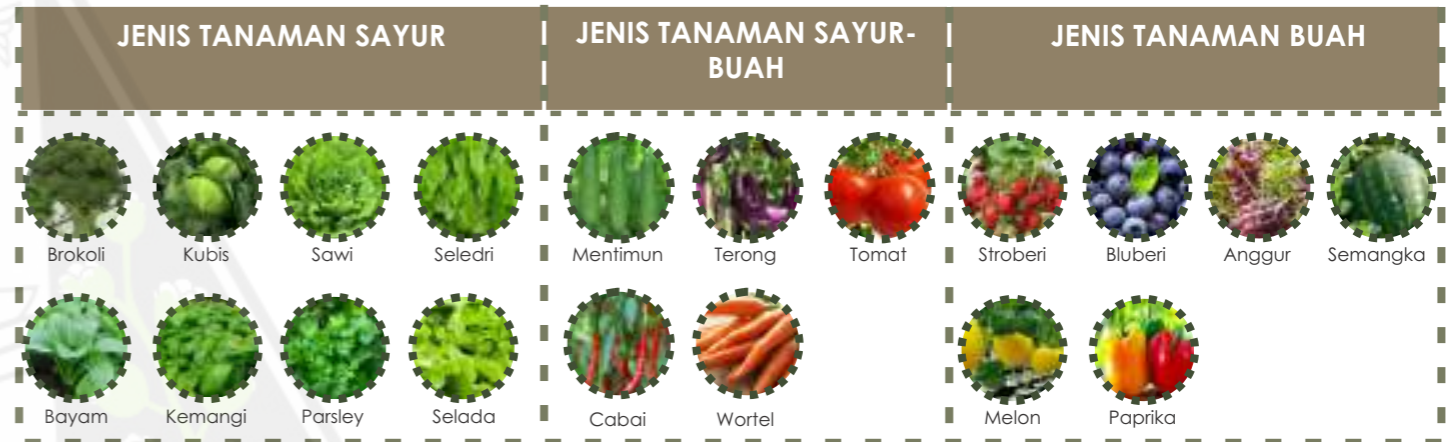 JENIS TANAMAN SAYUR
JENIS TANAMAN SAYUR-
BUAH
JENIS TANAMAN BUAH
Brokoli
Kubis
Sawi
Seledri
Bayam
Kemangi
Parsley
Selada
Mentimun
Terong
Tomat
Cabai
Wortel
Stroberi
Bluberi
Anggur
Semangka
Melon
Paprika